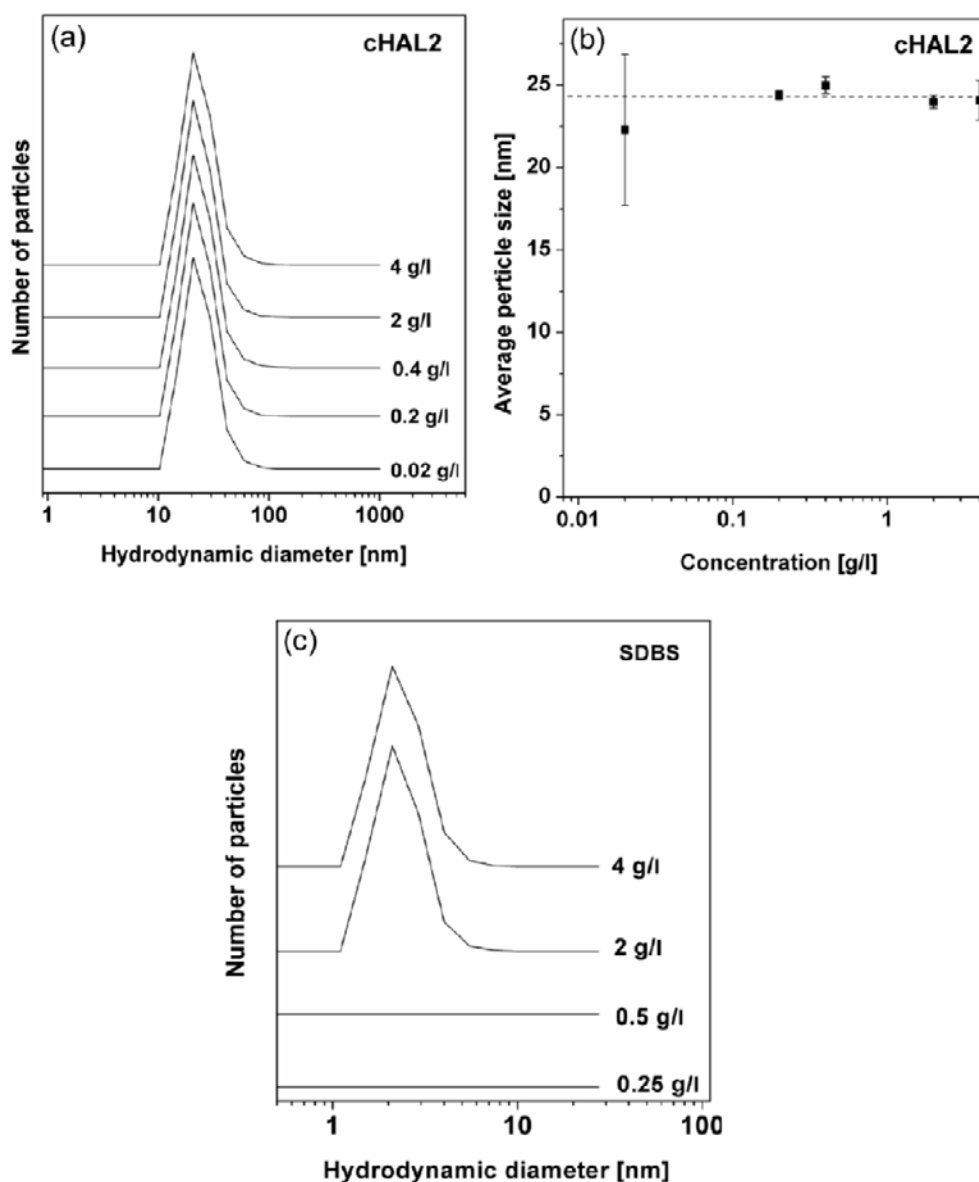 (a)
cHAL2
Number of particles
4 g/l
2 g/l
0.4 g/l
0.2 g/l
0.02 g/l
1 10 100 1000
Hydrodynamic diameter [nm]
(b)
cHAL2
Average perticle size [nm]
25
20
15
10
5
0
0.01 0.1 1
Concentration [g/l]
(c)
SDBS
Number of particles
4 g/l
2 g/l
0.5 g/l
0.25 g/l
1 10 100
Hydrodynamic diameter [nm]